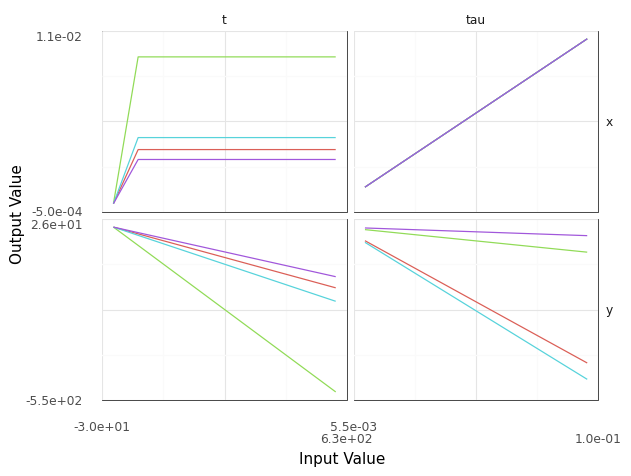 t
tau
1.1e-02
x
-5.0e-04
2.6e+01
Output Value
y
-5.5e+02
-3.0e+01
5.5e-03
6.3e+02
1.0e-01
Input Value